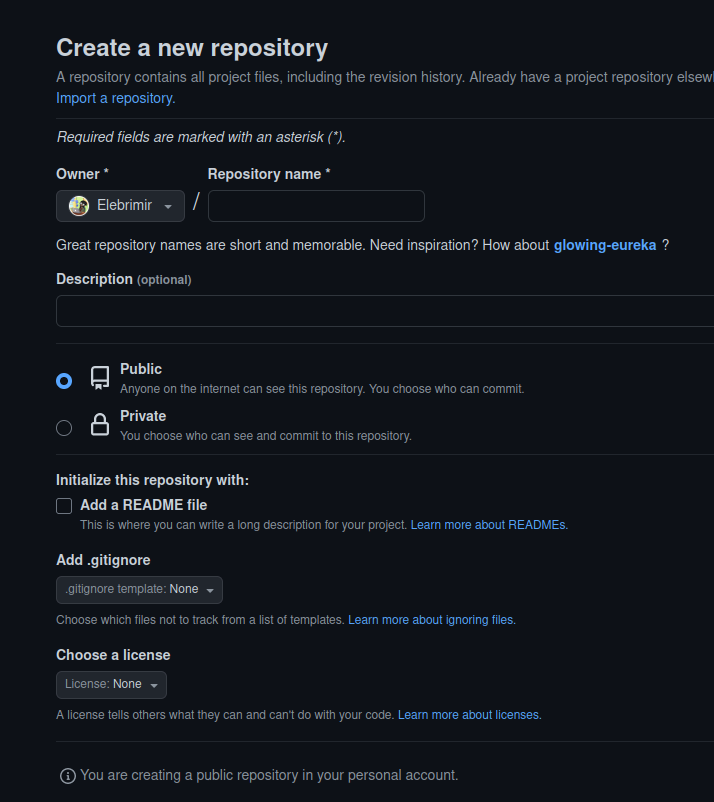 Create a new repository
A repository contains all project files, including the revision history. Already have a project repository
Import a repository.
Required fields are marked with an asterisk (*).
Owner *
Repository name *
Elebrimir
/
Great repository names are short and memorable. Need inspiration? How about glowing-eureka ?
Description (optional)
Public
Anyone on the internet can see this repository. You choose who can commit.
Private
You choose who can see and commit to this repository.
Initialize this repository with:
Add a README file
This is where you can write a long description for your project. Learn more about READMEs.
Add .gitignore
.gitignore template: None
Choose which files not to track from a list of templates. Learn more about ignoring files.
Choose a license
License: None
A license tells others what they can and can't do with your code. Learn more about licenses.
You are creating a public repository in your personal account.